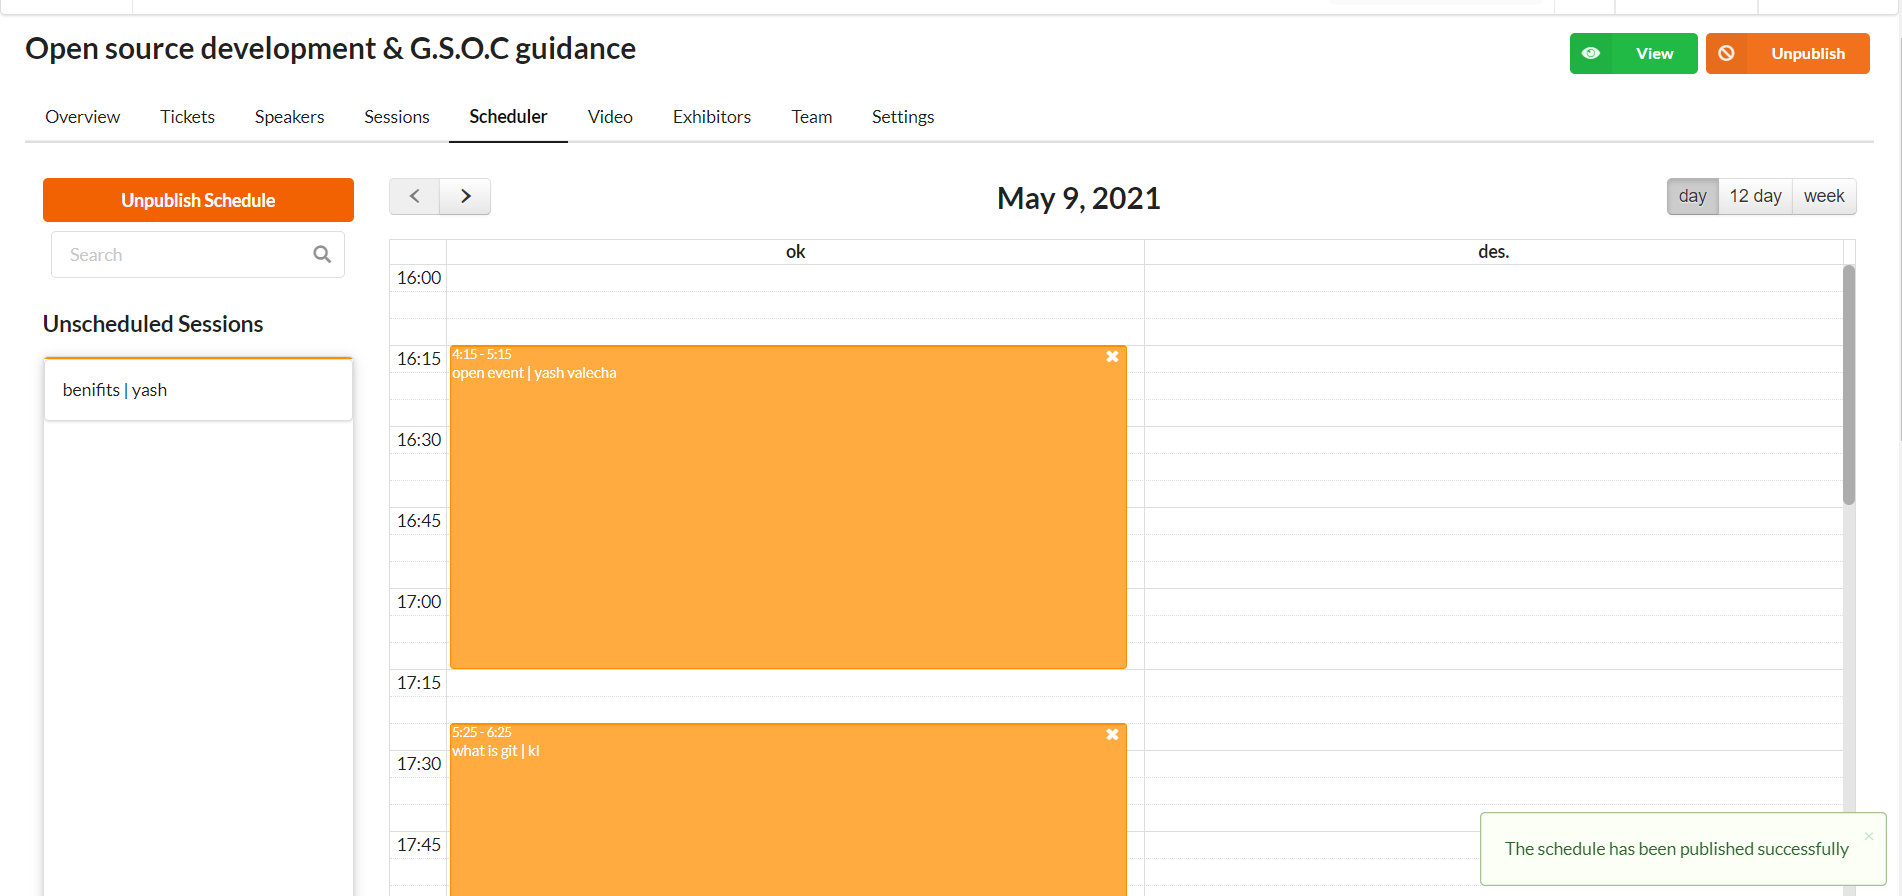 Open source development & G.S.O.C guidance
View
Unpublish
Overview
Tickets
Speakers
Sessions
Scheduler
Video
Exhibitors
Team
Settings
Unpublish Schedule
Search
Unscheduled Sessions
benifits | yash
May 9, 2021
day
12 day
week
ok
des.
16:00
16:15
4:15 - 5:15
open event | yash valecha
16:30
16:45
17:00
17:15
5:25 - 6:25
what is git | kl
17:30
17:45
The schedule has been published successfully